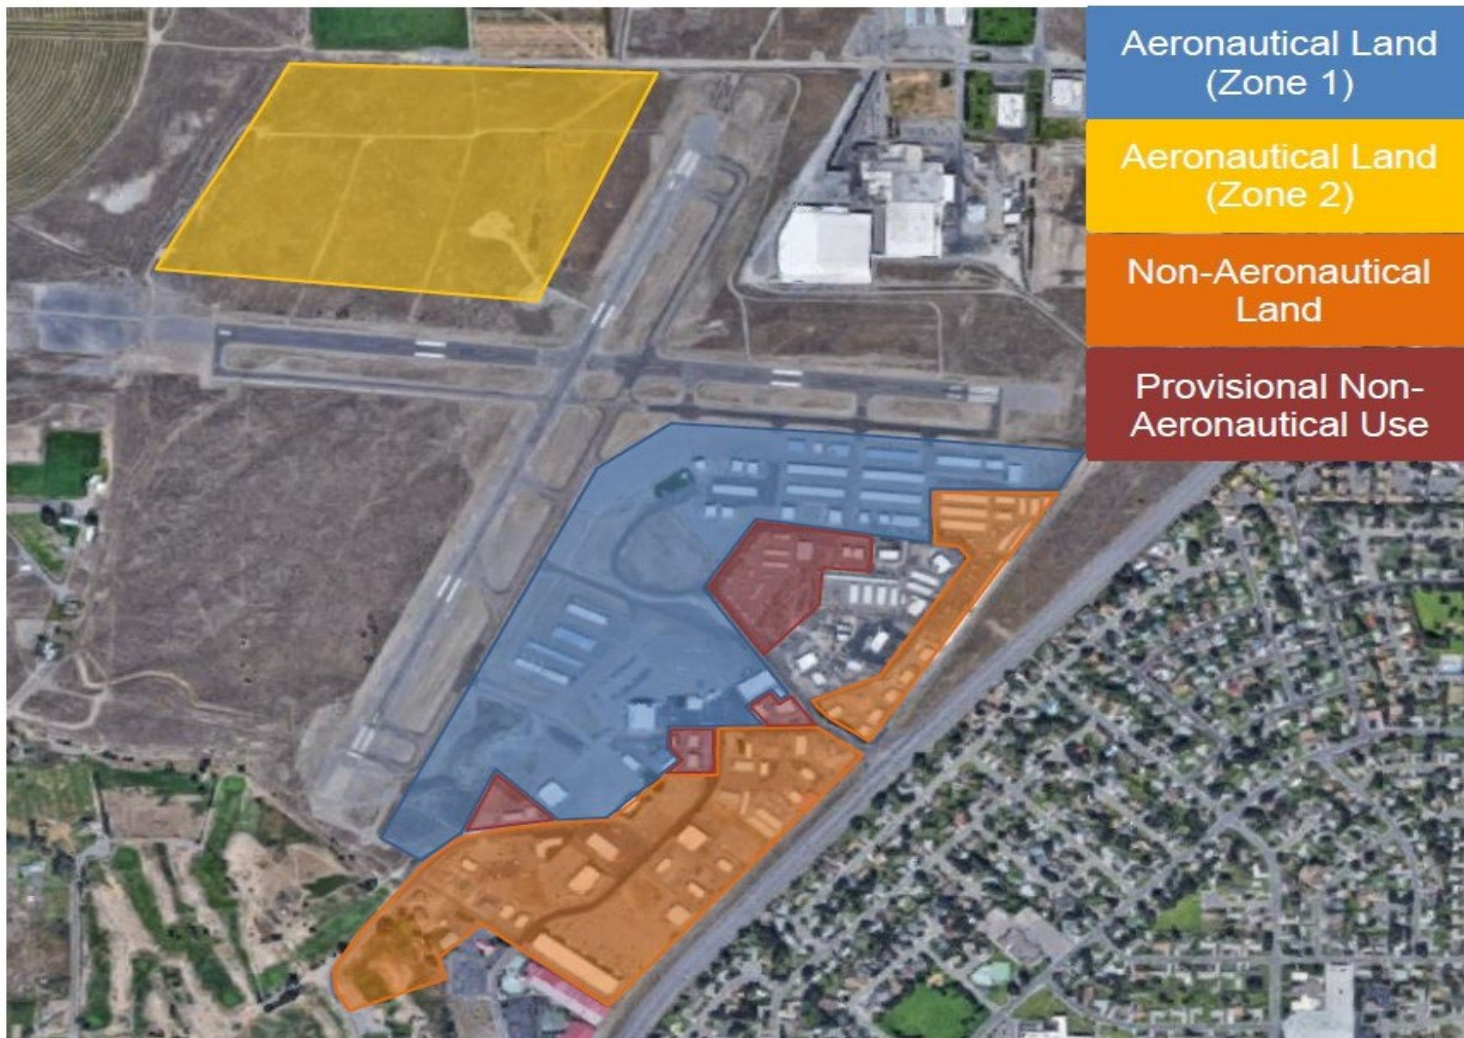 Aeronautical Land
(Zone 1)
Aeronautical Land
(Zone 2)
Non-Aeronautical
Land
Provisional Non-
Aeronautical Use